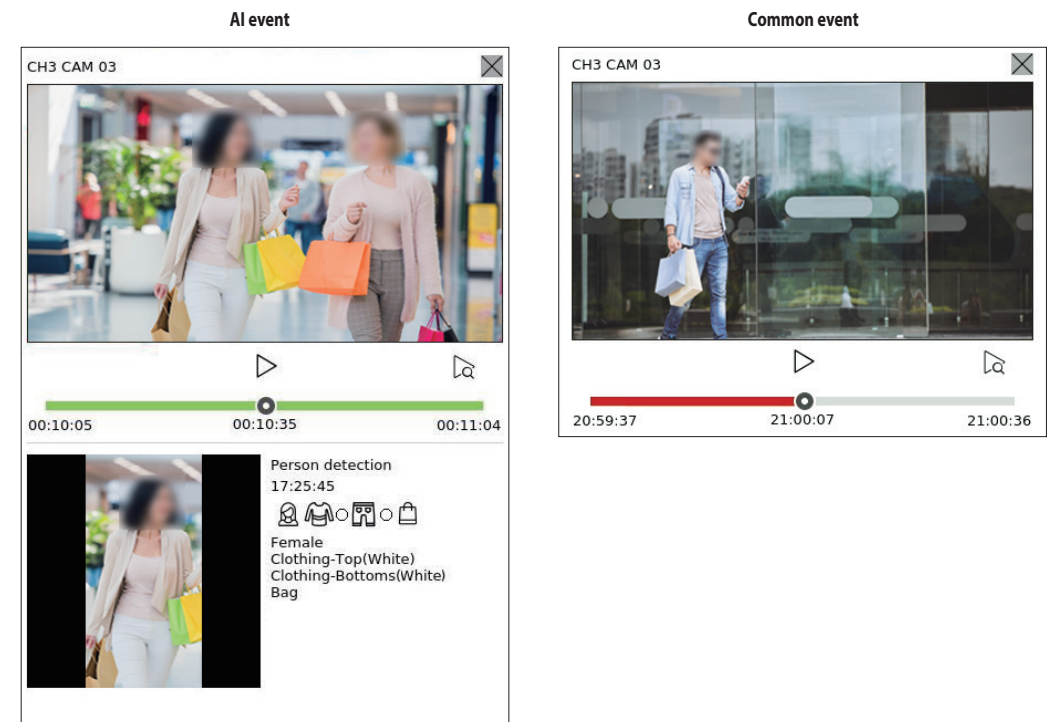 AI event
Common event
CH3 CAM 03
00:10:05
00:10:35
00:11:04
Person detection
17:25:45
Female
Clothing-Top(White)
Clothing-Bottoms(White)
Bag
CH3 CAM 03
20:59:37
21:00:07
21:00:36